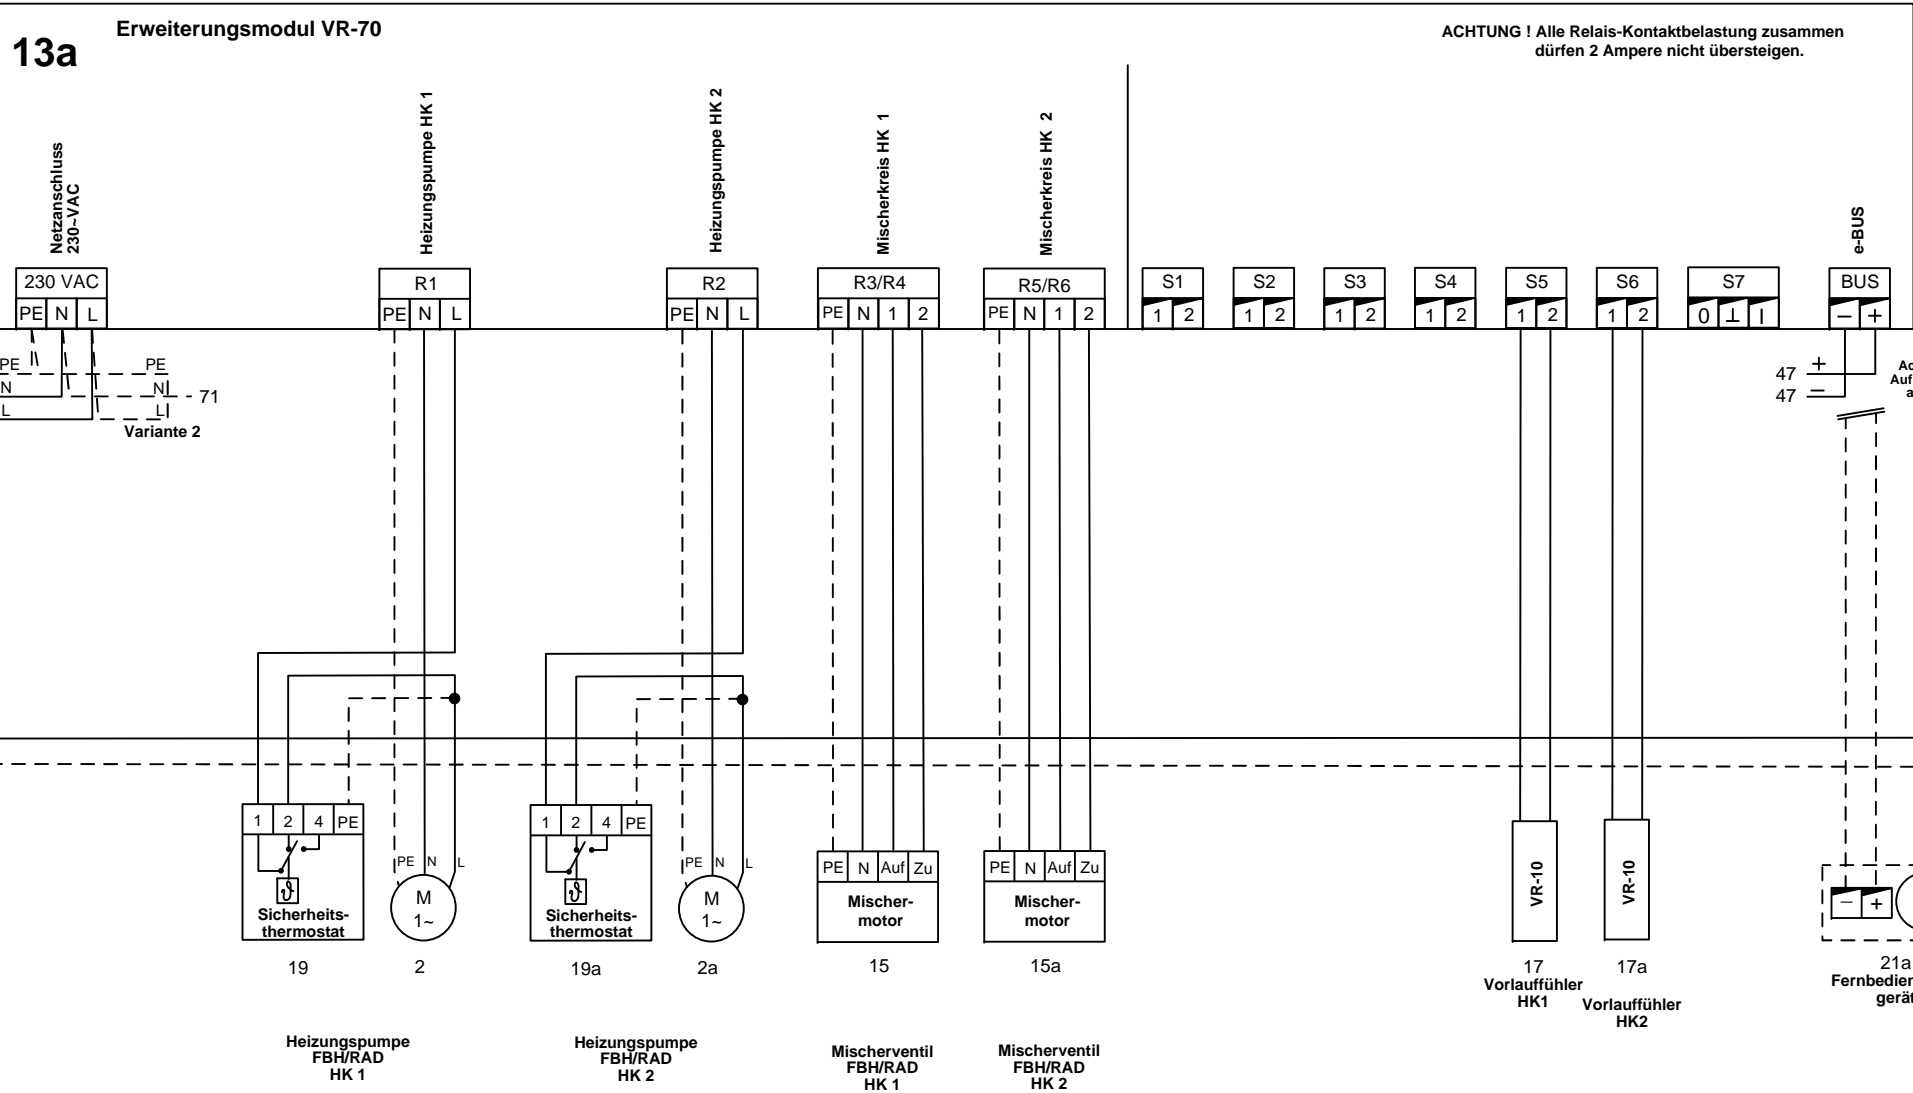 Erweiterungsmodul VR-70
13a
ACHTUNG ! Alle Relais-Kontaktbelastung zusammen
dürfen 2 Ampere nicht übersteigen.
Netzanschluss
230~VAC
Heizungspumpe HK 1
Heizungspumpe HK 2
Mischerkreis HK 1
Mischerkreis HK 2
e-BUS
230 VAC
PE N L
R1
PE N L
R2
PE N L
R3/R4
PE N 1 2
R5/R6
PE N 1 2
S1
1 2
S2
1 2
S3
1 2
S4
1 2
S5
1 2
S6
1 2
S7
0 ⊥ I
BUS
− +
PE PE
N N 71
L L
Variante 2
47 +
47 −
Ac
Auf
a
1 2 4 PE
Sicherheits-
thermostat
19
PE N L
M
1~
2
1 2 4 PE
Sicherheits-
thermostat
19a
PE N L
M
1~
2a
PE N Auf Zu
Mischer-
motor
15
PE N Auf Zu
Mischer-
motor
15a
VR-10
17
Vorlauffühler
HK1
VR-10
17a
Vorlauffühler
HK2
− +
21a
Fernbedien
gerät
Heizungspumpe
FBH/RAD
HK 1
Heizungspumpe
FBH/RAD
HK 2
Mischerventil
FBH/RAD
HK 1
Mischerventil
FBH/RAD
HK 2